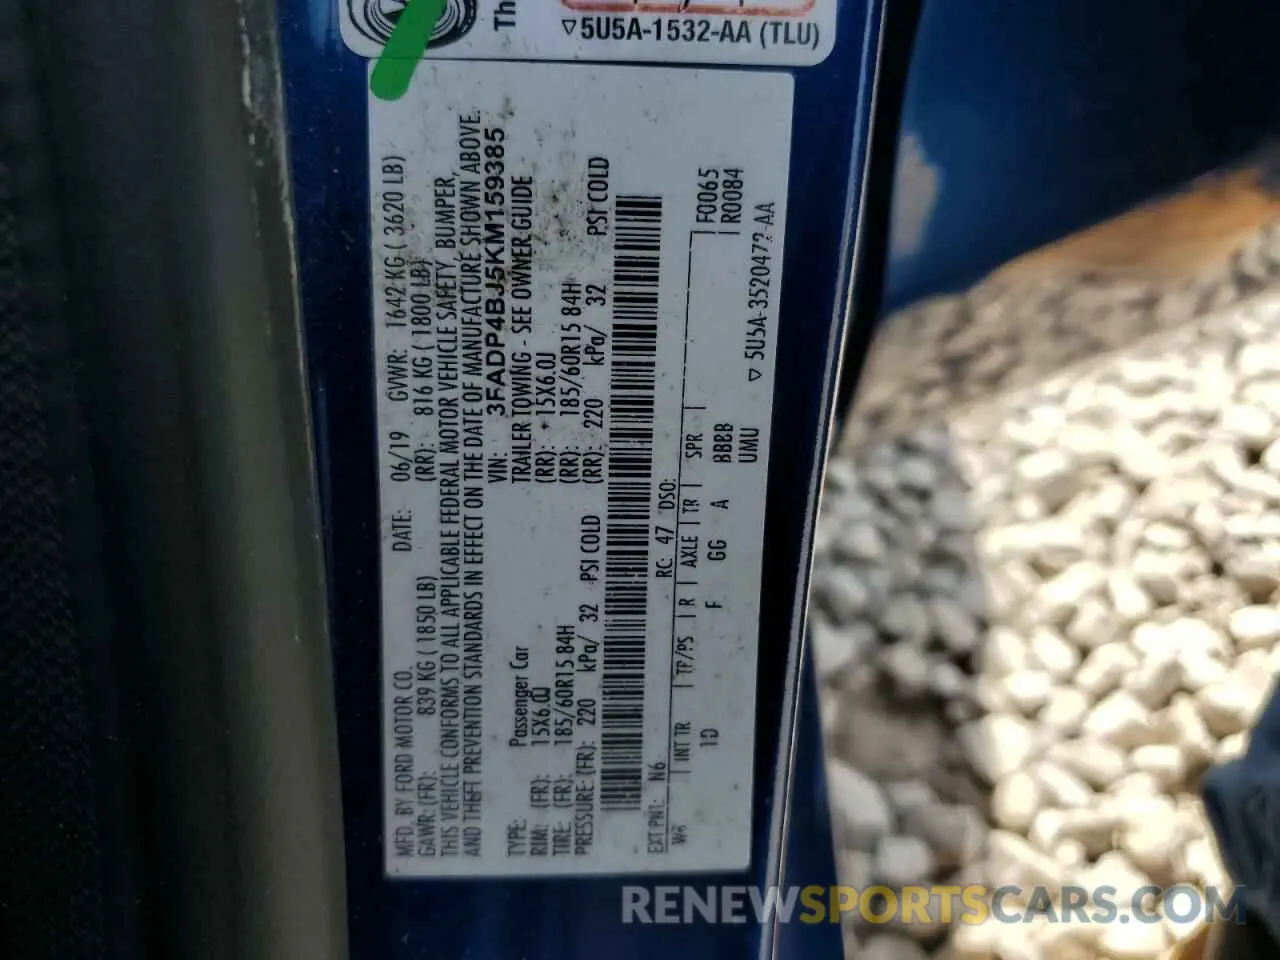 Th
▽5U5A-1532-AA (TLU)
MFD. BY FORD MOTOR CO. DATE: 06/19 GVWR: 1642 KG ( 3620 LB)
GAWR: (FR): 839 KG ( 1850 LB) (RR): 816 KG ( 1800 LB)
THIS VEHICLE CONFORMS TO ALL APPLICABLE FEDERAL MOTOR VEHICLE SAFETY, BUMPER,
AND THEFT PREVENTION STANDARDS IN EFFECT ON THE DATE OF MANUFACTURE SHOWN ABOVE.
VIN: 3FADP4BJ5KM159385
TYPE: Passenger Car TRAILER TOWING - SEE OWNER GUIDE
RIM: (FR): 15X6.0J (RR): 15X6.0J
TIRE: (FR): 185/60R15 84H (RR): 185/60R15 84H
PRESSURE: (FR): 220 kPa/ 32 PSI COLD (RR): 220 kPa/ 32 PSI COLD
EXT PNT: N6 RC: 47 DSO: F0065
WB INT TR TP/PS R AXLE TR SPR R0084
1D F GG A BBBB
UMU
▽ 5U5A-3520472-AA
RENEWSPORTSCARS.COM